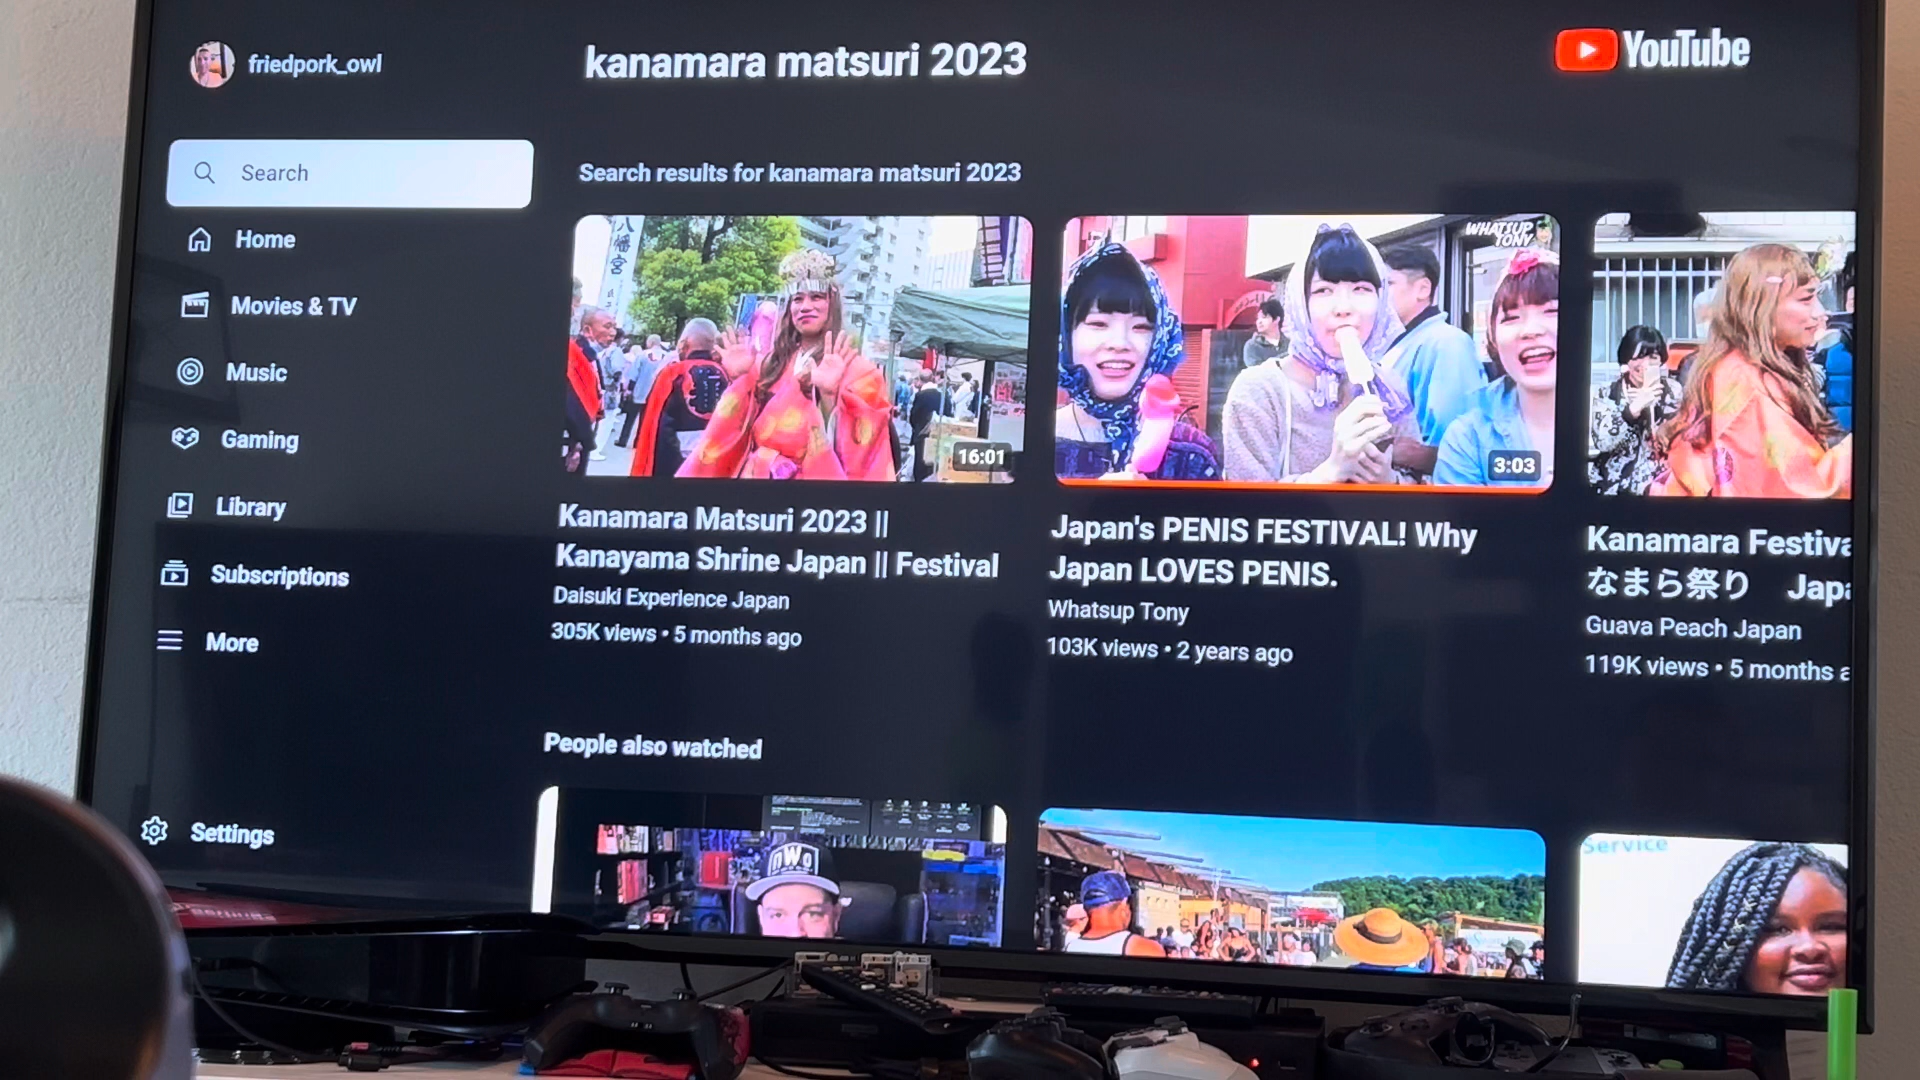 friedpork_owl
kanamara matsuri 2023
YouTube
Search
Search results for kanamara matsuri 2023
Home
Movies & TV
Music
Gaming
Library
Subscriptions
More
Settings
八幡宮
16:01
Kanamara Matsuri 2023 ||
Kanayama Shrine Japan || Festival
Daisuki Experience Japan
305K views • 5 months ago
WHATSUP
TONY
3:03
Japan's PENIS FESTIVAL! Why
Japan LOVES PENIS.
Whatsup Tony
103K views • 2 years ago
Kanamara Festiva
なまら祭り Japa
Guava Peach Japan
119K views • 5 months a
People also watched
nWo
Service